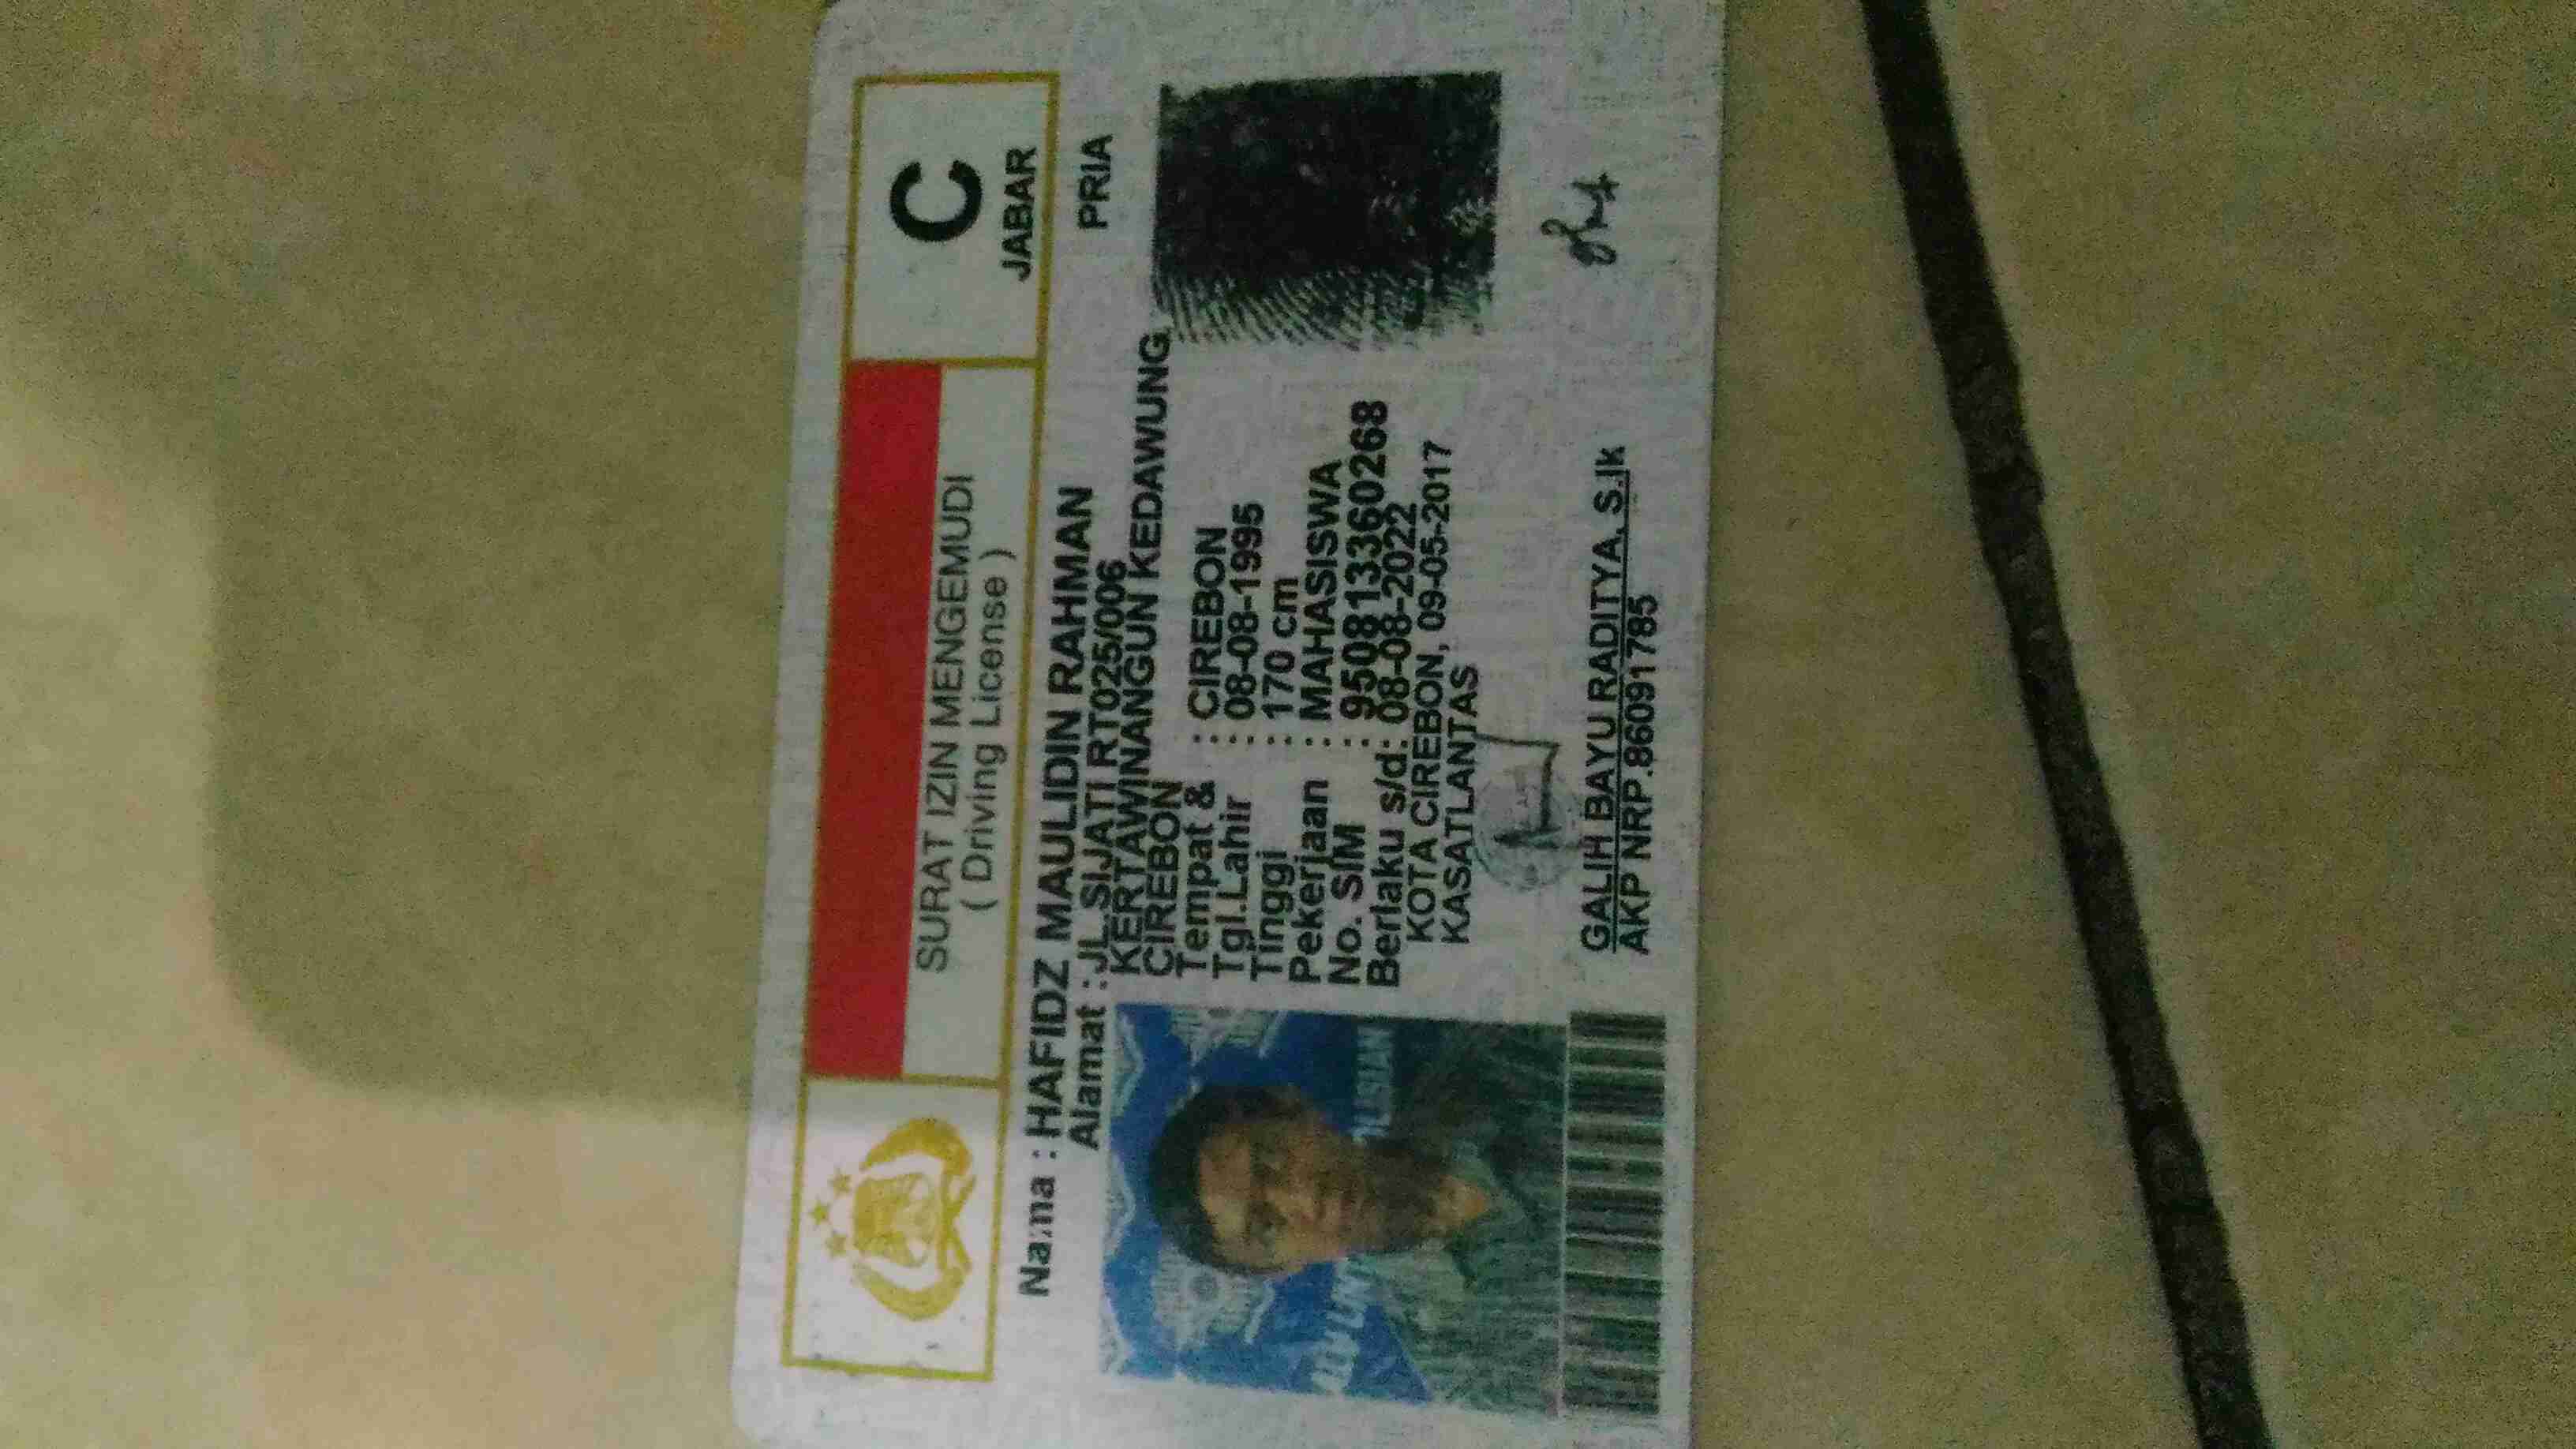 SURAT IZIN MENGEMUDI
( Driving License )
C
JABAR
Nama : HAFIDZ MAULIDIN RAHMAN
PRIA
Alamat : JL.SIJATI RT025/006
KERTAWINANGUN KEDAWUNG
CIREBON
Tempat & : CIREBON
Tgl.Lahir : 08-08-1995
Tinggi : 170 cm
Pekerjaan : MAHASISWA
No. SIM : 950813360268
Berlaku s/d: 08-08-2022
KOTA CIREBON, 09-05-2017
KASATLANTAS
GALIH BAYU RADITYA, S.Ik
AKP NRP.86091785